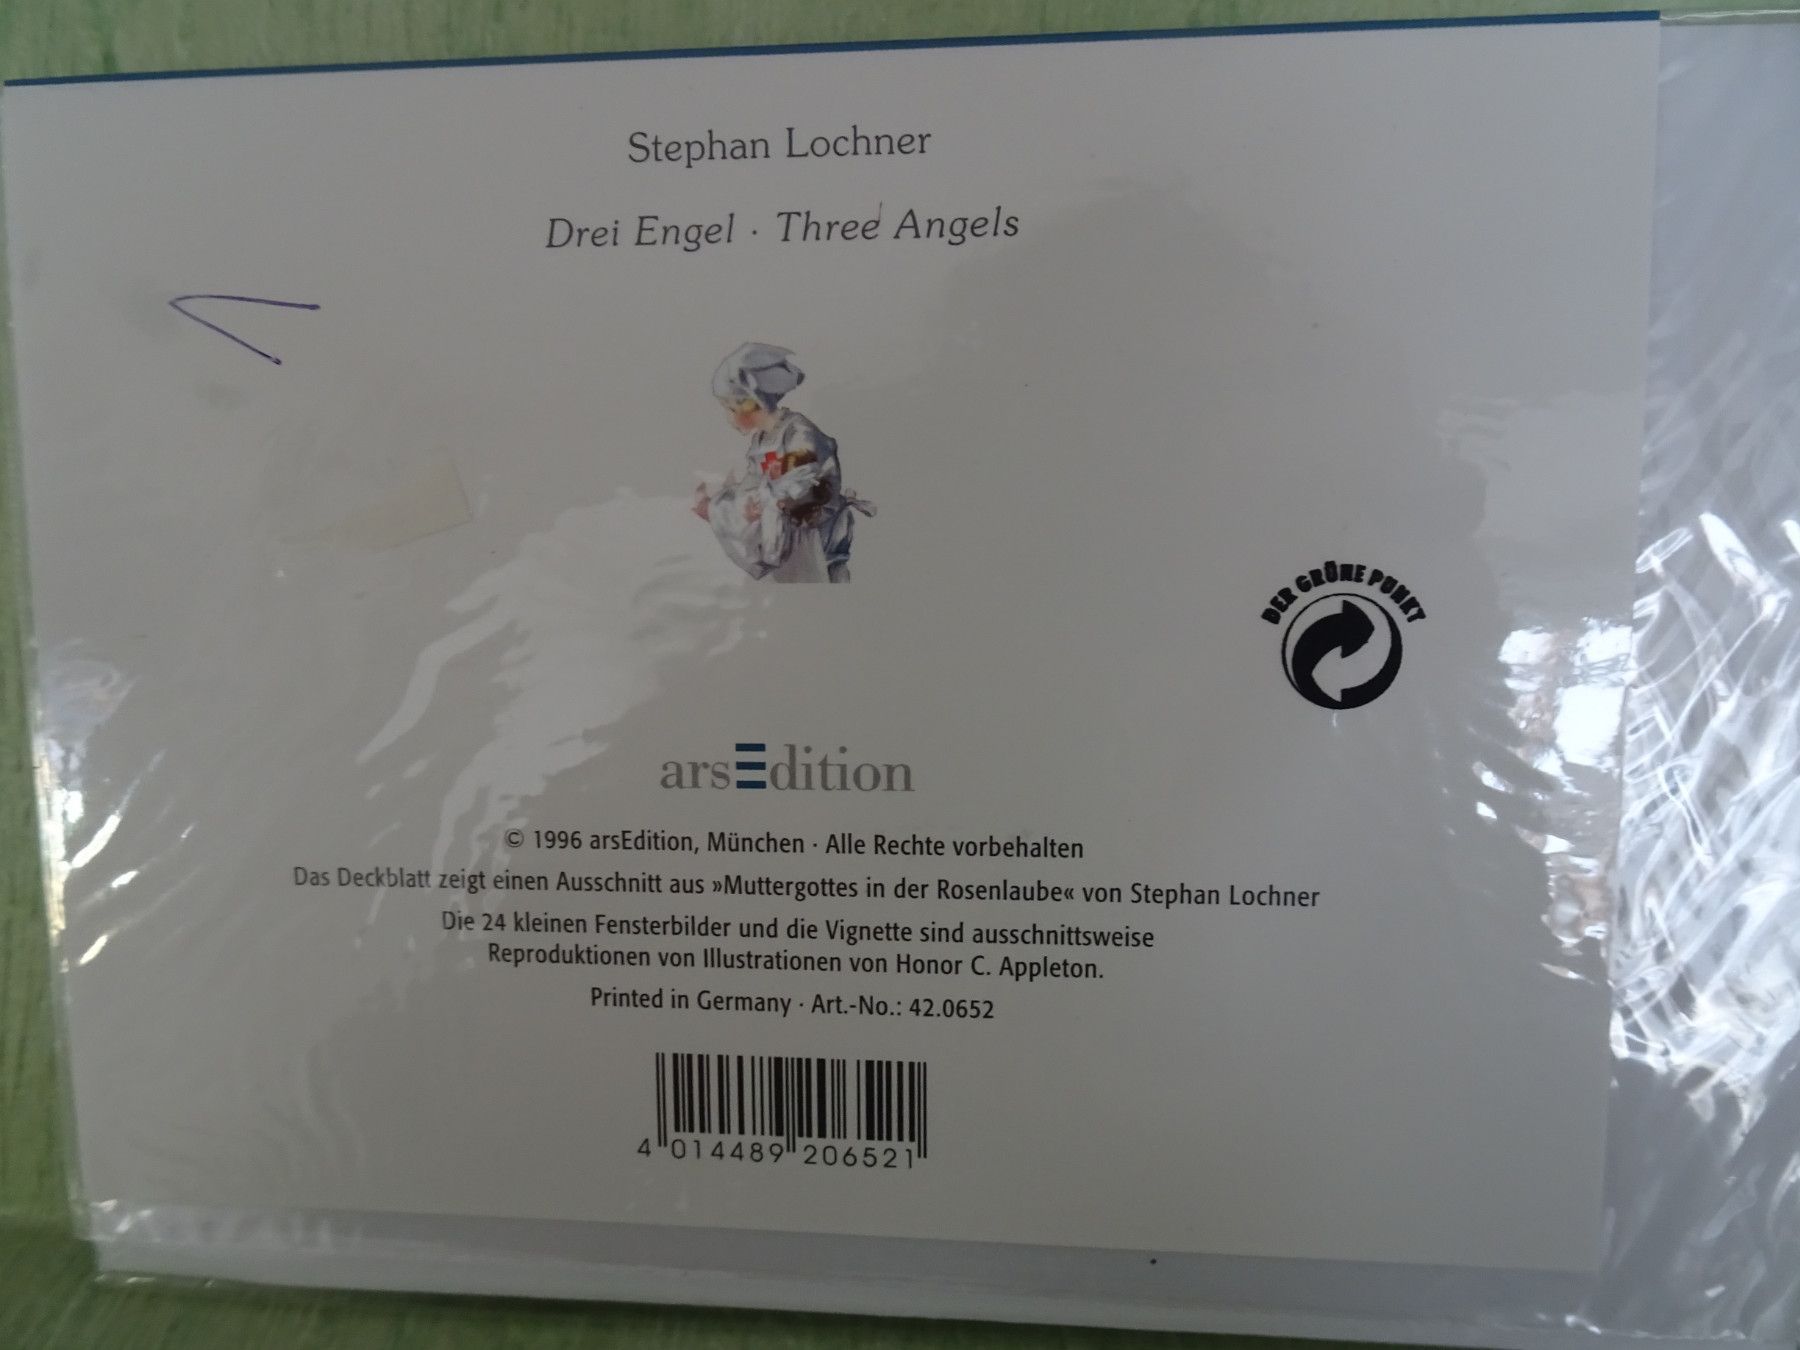 Stephan Lochner
Drei Engel · Three Angels
DER GRÜNE PUNKT
arsEdition
© 1996 arsEdition, München · Alle Rechte vorbehalten
Das Deckblatt zeigt einen Ausschnitt aus »Muttergottes in der Rosenlaube« von Stephan Lochner
Die 24 kleinen Fensterbilder und die Vignette sind ausschnittsweise
Reproduktionen von Illustrationen von Honor C. Appleton.
Printed in Germany · Art.-No.: 42.0652
4 014489 206521